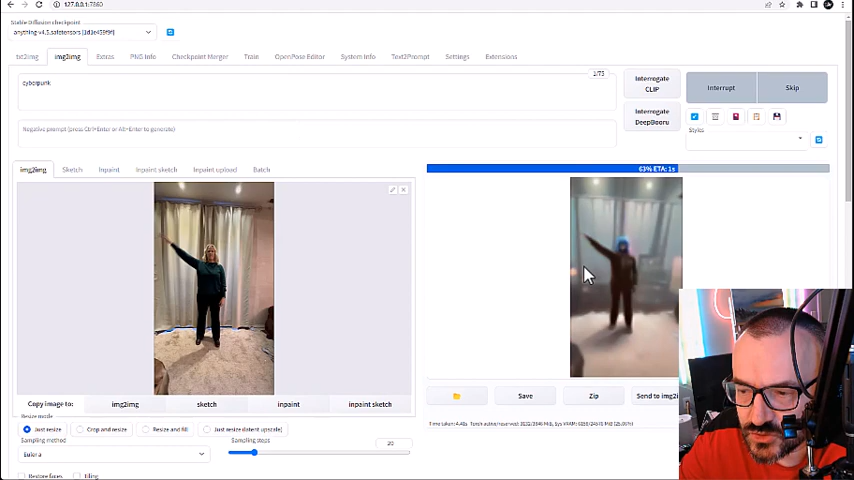 127.0.0.1:7860
Stable Diffusion checkpoint
anything-v4.5.safetensors [1d1e459f9f]
txt2img img2img Extras PNG Info Checkpoint Merger Train OpenPose Editor System Info Text2Prompt Settings Extensions
cyberpunk
1/75
Interrogate CLIP
Interrupt Skip
Negative prompt (press Ctrl+Enter or Alt+Enter to generate)
Interrogate DeepBooru
Styles
img2img Sketch Inpaint Inpaint sketch Inpaint upload Batch
63% ETA: 1s
Copy image to: img2img sketch inpaint inpaint sketch
Save Zip Send to img2i
Resize mode
Just resize Crop and resize Resize and fill Just resize (latent upscale)
Sampling method
Euler a
Sampling steps
20
Restore faces Tiling